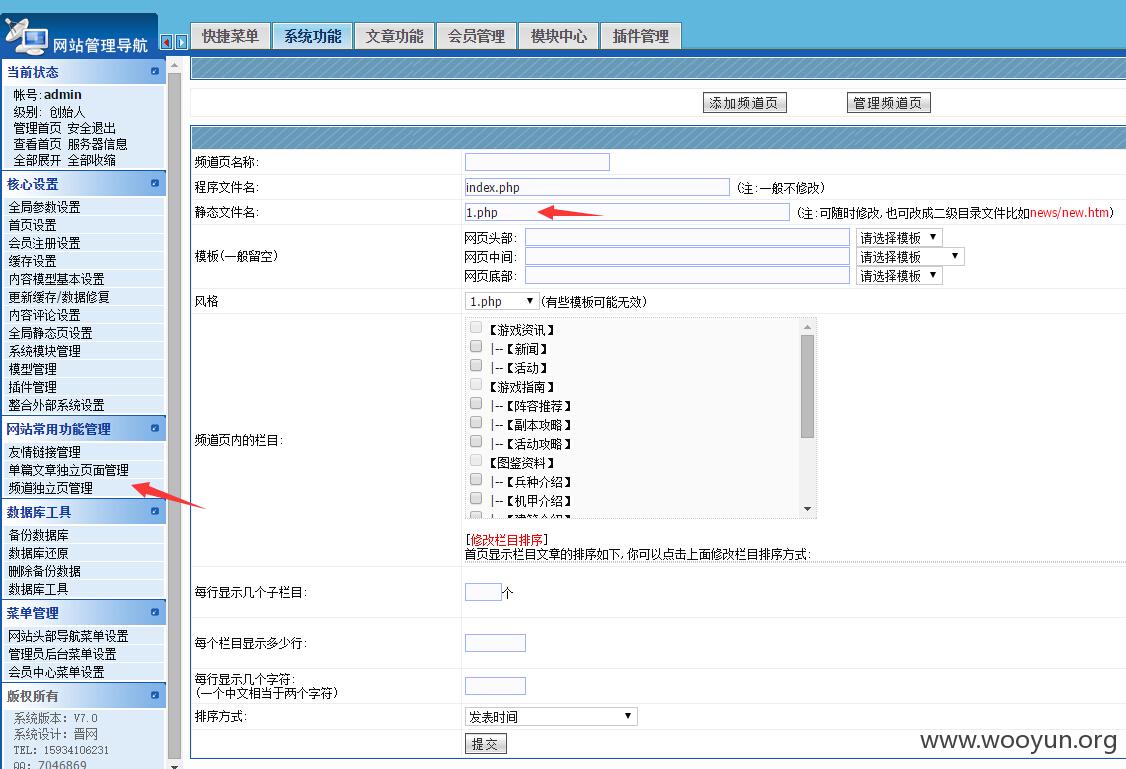 网站管理导航
快捷菜单 系统功能 文章功能 会员管理 模块中心 插件管理
当前状态
帐号:admin
级别: 创始人
管理首页 安全退出
查看首页 服务器信息
全部展开 全部收缩
核心设置
全局参数设置
首页设置
会员注册设置
缓存设置
内容模型基本设置
更新缓存/数据修复
内容评论设置
全局静态页设置
系统模块管理
模型管理
插件管理
整合外部系统设置
网站常用功能管理
友情链接管理
单篇文章独立页面管理
频道独立页管理
数据库工具
备份数据库
数据库还原
删除备份数据
数据库工具
菜单管理
网站头部导航菜单设置
管理员后台菜单设置
会员中心菜单设置
版权所有
系统版本: V7.0
系统设计: 晋网
TEL: 15934106231
QQ: 7046869
添加频道页 管理频道页
频道页名称:
程序文件名: index.php (注:一般不修改)
静态文件名: 1.php (注:可随时修改,也可改成二级目录文件比如news/new.htm)
模板(一般留空)
网页头部: 请选择模板
网页中间: 请选择模板
网页底部: 请选择模板
风格 1.php (有些模板可能无效)
频道页内的栏目:
【游戏资讯】
|--【新闻】
|--【活动】
【游戏指南】
|--【阵容推荐】
|--【副本攻略】
|--【活动攻略】
【图鉴资料】
|--【兵种介绍】
|--【机甲介绍】
[修改栏目排序]
首页显示栏目文章的排序如下,你可以点击上面修改栏目排序方式:
每行显示几个子栏目: 个
每个栏目显示多少行:
每行显示几个字符:
(一个中文相当于两个字符)
排序方式: 发表时间
提交
www.wooyun.org